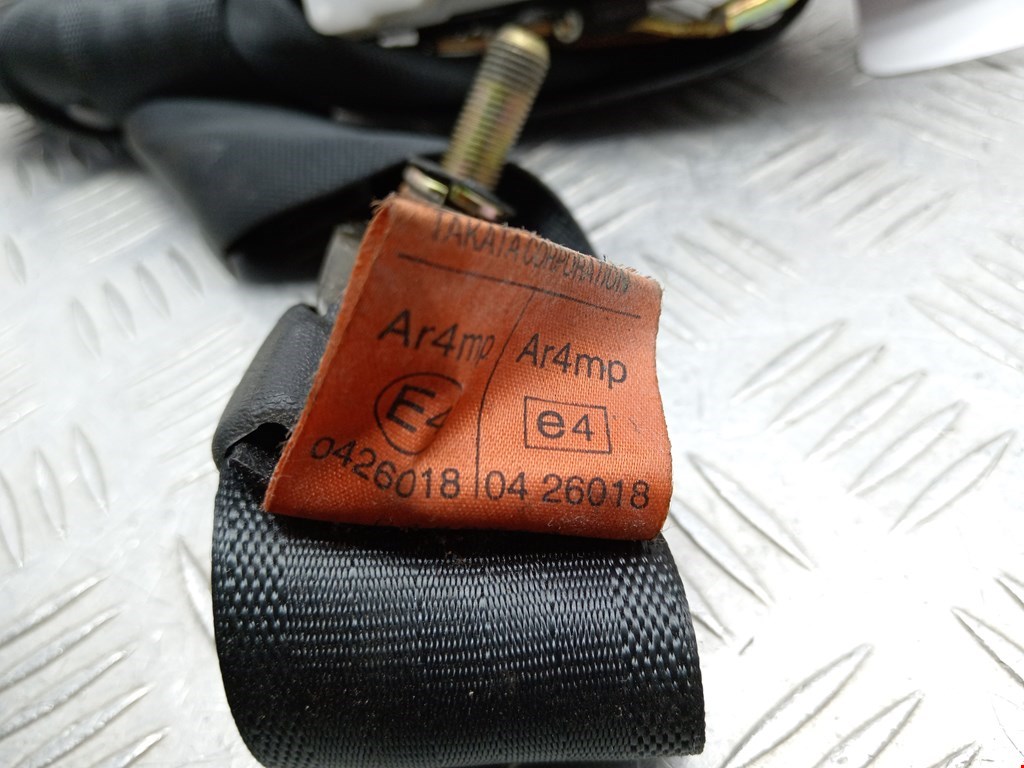 TAKATA CORPORATION
Ar4mp Ar4mp
E4 e4
0426018 04 26018